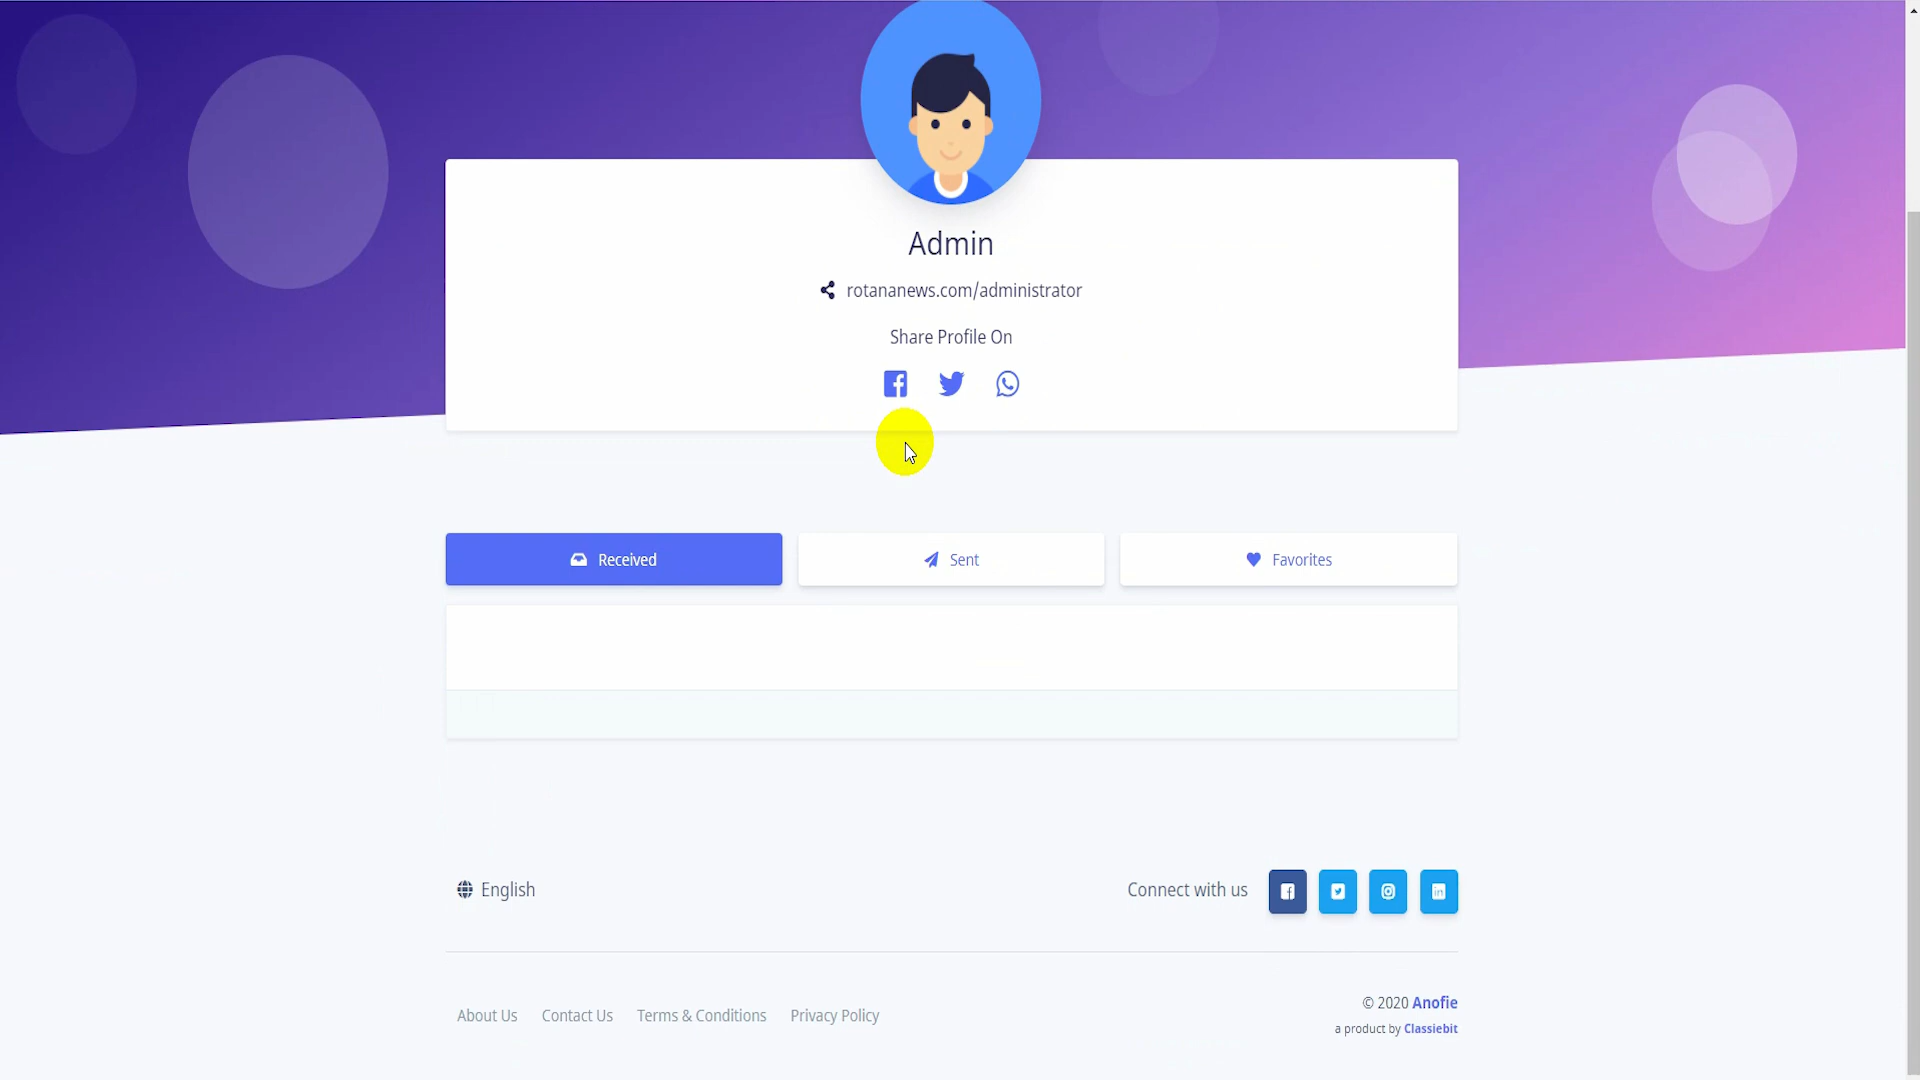 Admin
rotananews.com/administrator
Share Profile On
Received
Sent
Favorites
English
Connect with us
About Us
Contact Us
Terms & Conditions
Privacy Policy
© 2020 Anofie
a product by Classiebit